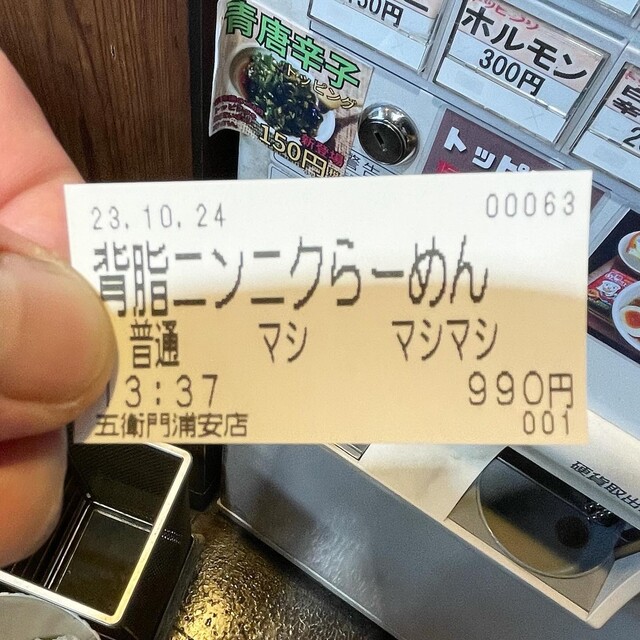 青唐辛子
トッピング
新登場
150円
ホルモン
300円
トッピ
23.10.24 00063
背脂ニンニクらーめん
普通 マシ マシマシ
13:37 990円
五衛門浦安店 001